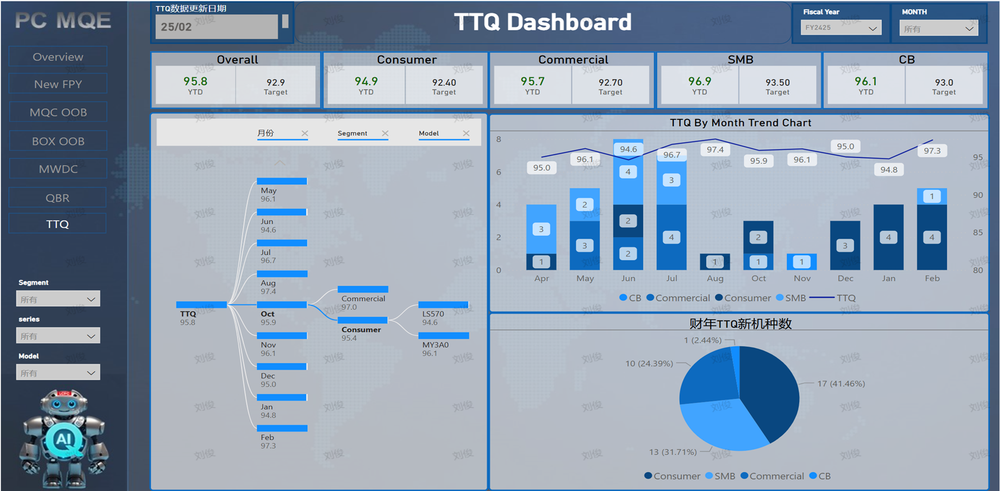 PC MQE
Overview
New FPY
MQC OOB
BOX OOB
MWDC
QBR
TTQ
Segment
所有
series
所有
Model
所有
LCFC
AI
TTQ数据更新日期
25/02
TTQ Dashboard
Fiscal Year
FY2425
MONTH
所有
Overall
95.8
YTD
92.9
Target
Consumer
94.9
YTD
92.40
Target
Commercial
95.7
YTD
92.70
Target
SMB
96.9
YTD
93.50
Target
CB
96.1
YTD
93.0
Target
月份
Segment
Model
TTQ
95.8
May
96.1
Jun
94.6
Jul
96.7
Aug
97.4
Oct
95.9
Nov
96.1
Dec
95.0
Jan
94.8
Feb
97.3
Commercial
97.0
Consumer
95.4
LS570
94.6
MY3A0
96.1
TTQ By Month Trend Chart
8
6
4
2
0
95
90
85
80
95.0
96.1
94.6
96.7
97.4
95.9
96.1
95.0
94.8
97.3
3
1
2
3
4
2
2
3
4
1
2
1
1
3
4
1
4
Apr May Jun Jul Aug Oct Nov Dec Jan Feb
CB Commercial Consumer SMB TTQ
财年TTQ新机种数
1 (2.44%)
10 (24.39%)
17 (41.46%)
13 (31.71%)
Consumer SMB Commercial CB
刘俊